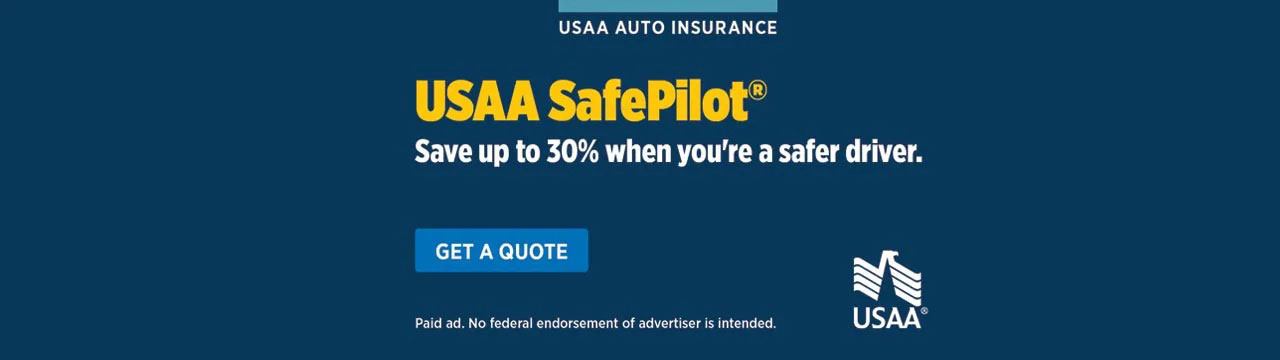 USAA AUTO INSURANCE
USAA SafePilot®
Save up to 30% when you're a safer driver.
GET A QUOTE
USAA®
Paid ad. No federal endorsement of advertiser is intended.